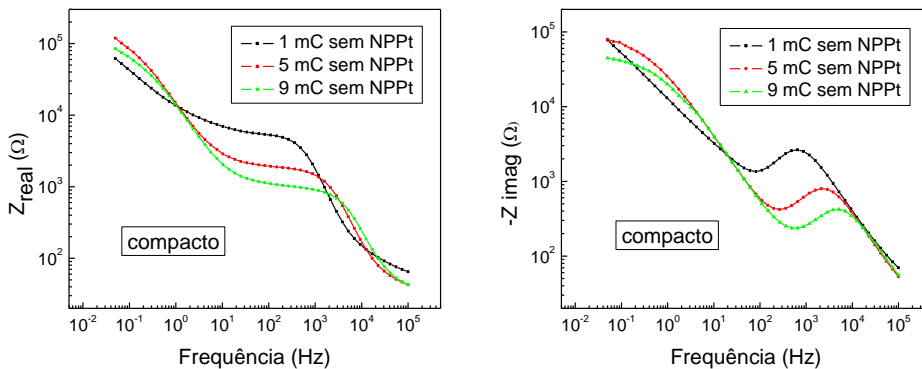 10⁵
10⁴
10³
10²
Z_real (Ω)
1 mC sem NPPt
5 mC sem NPPt
9 mC sem NPPt
compacto
10⁻² 10⁻¹ 10⁰ 10¹ 10² 10³ 10⁴ 10⁵
Frequência (Hz)
10⁵
10⁴
10³
10²
-Z imag (Ω)
1 mC sem NPPt
5 mC sem NPPt
9 mC sem NPPt
compacto
10⁻² 10⁻¹ 10⁰ 10¹ 10² 10³ 10⁴ 10⁵
Frequência (Hz)